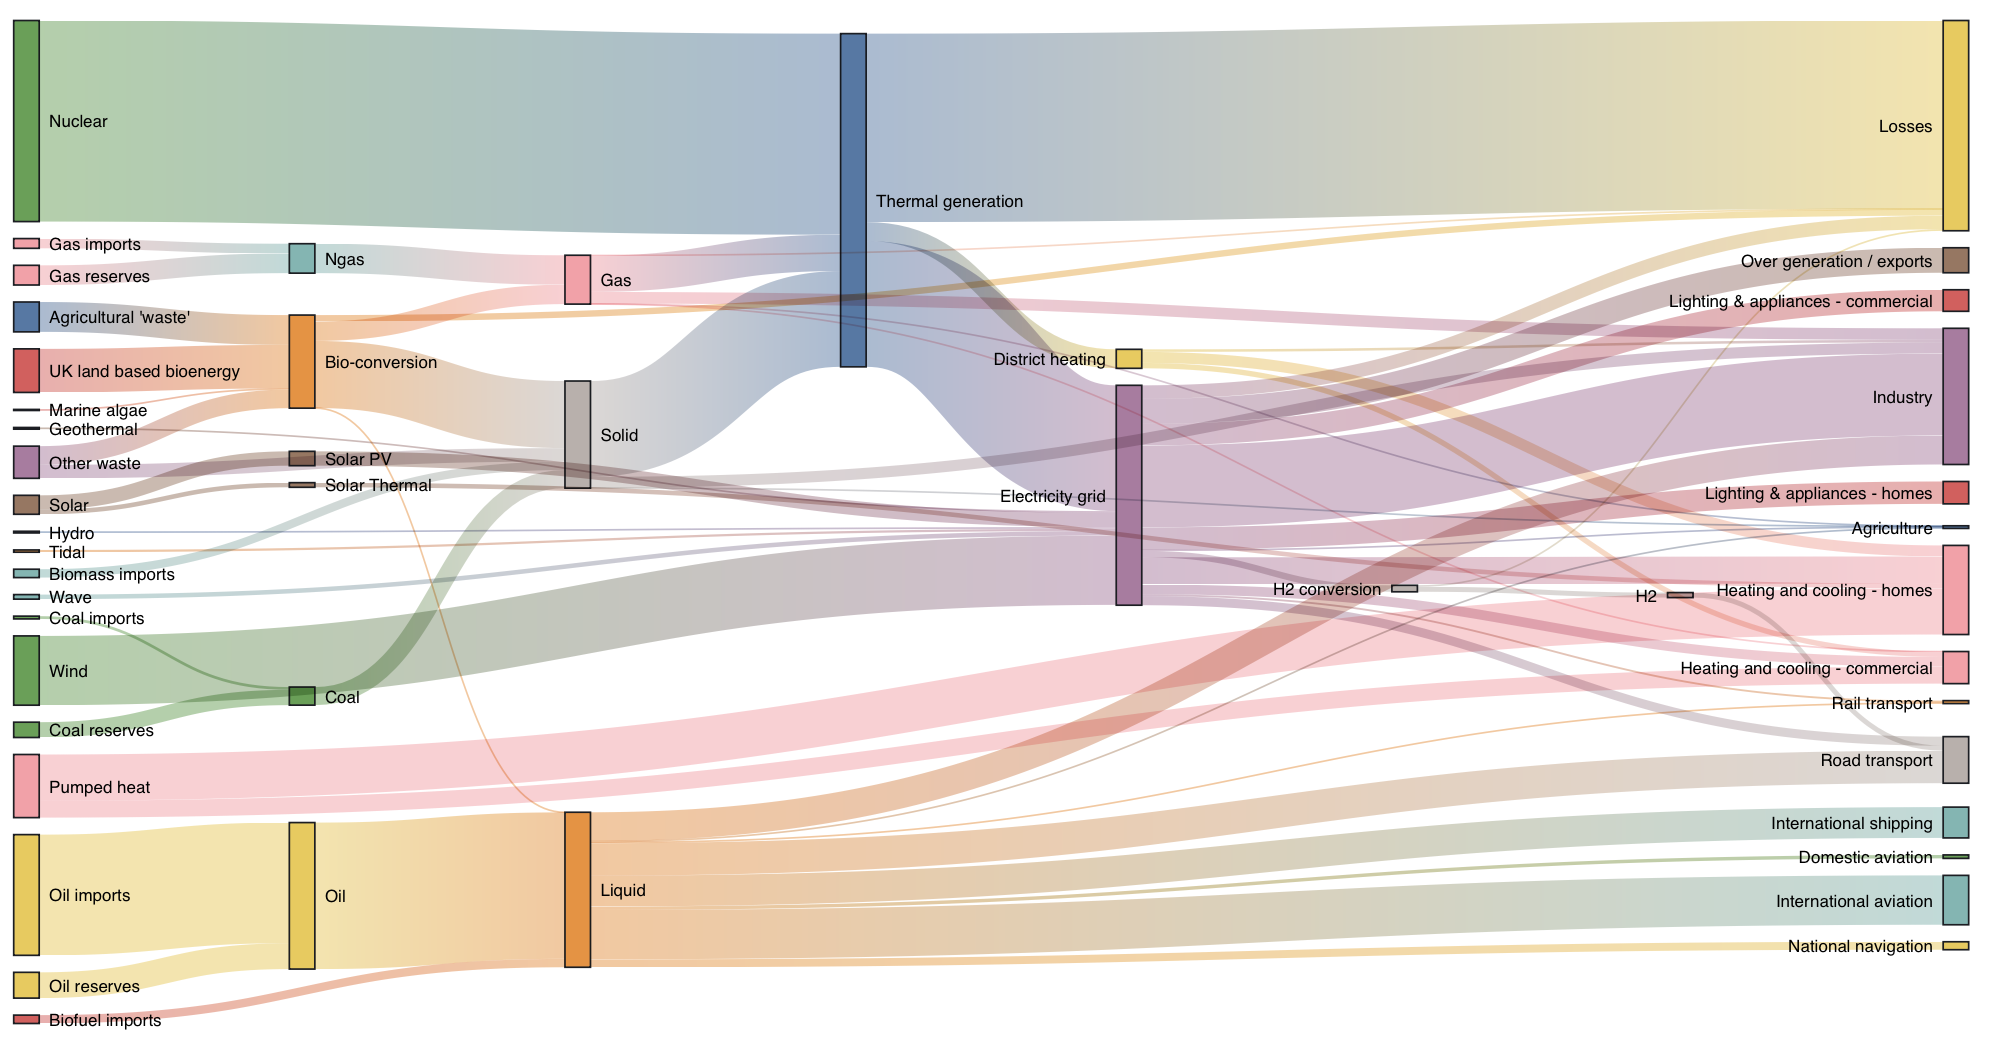 Nuclear
Gas imports
Gas reserves
Agricultural 'waste'
UK land based bioenergy
Marine algae
Geothermal
Other waste
Solar
Hydro
Tidal
Biomass imports
Wave
Coal imports
Wind
Coal reserves
Pumped heat
Oil imports
Oil reserves
Biofuel imports
Ngas
Bio-conversion
Solar PV
Solar Thermal
Coal
Oil
Gas
Solid
Liquid
Thermal generation
District heating
Electricity grid
H2 conversion
H2
Losses
Over generation / exports
Lighting & appliances - commercial
Industry
Lighting & appliances - homes
Agriculture
Heating and cooling - homes
Heating and cooling - commercial
Rail transport
Road transport
International shipping
Domestic aviation
International aviation
National navigation